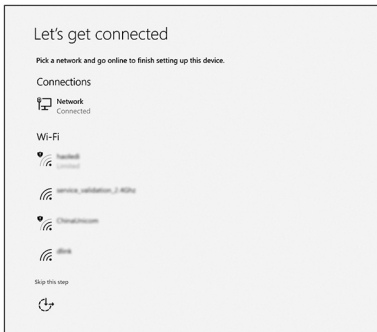 Let's get connected
Pick a network and go online to finish setting up this device.
Connections
Network
Connected
Wi-Fi
service_validation_2.4Ghz
ChinaUnicom
dlink
Skip this step